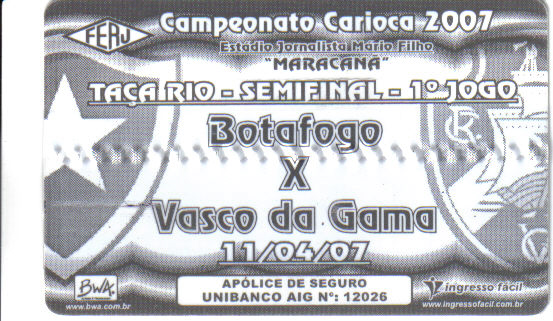 FERJ
Campeonato Carioca 2007
Estádio Jornalista Mário Filho
"MARACANÃ"
TAÇA RIO - SEMIFINAL - 1º JOGO
Botafogo
X
Vasco da Gama
11/04/07
BWA
www.bwa.com.br
APÓLICE DE SEGURO
UNIBANCO AIG Nº: 12026
ingresso fácil
www.ingressofacil.com.br